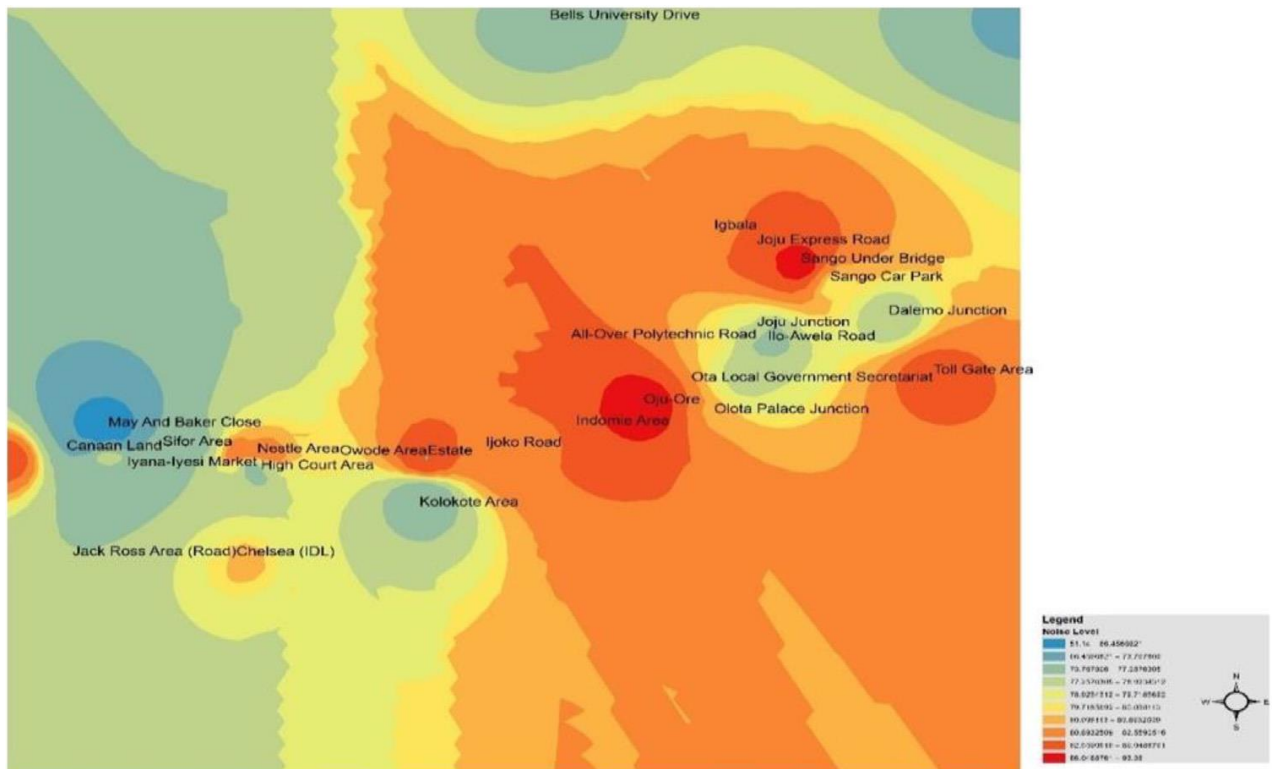 Bells University Drive
Igbala
Joju Express Road
Sango Under Bridge
Sango Car Park
Dalemo Junction
Joju Junction
All-Over Polytechnic Road
Ilo-Awela Road
Toll Gate Area
Ota Local Government Secretariat
Oju-Ore
Olota Palace Junction
Indomie Area
May And Baker Close
Canaan Land
Sifor Area
Nestle Area
Owode Area
Estate
Ijoko Road
Iyana-Iyesi Market
High Court Area
Kolokote Area
Jack Ross Area (Road)
Chelsea (IDL)
Legend
Noise Level
N
W
E
S